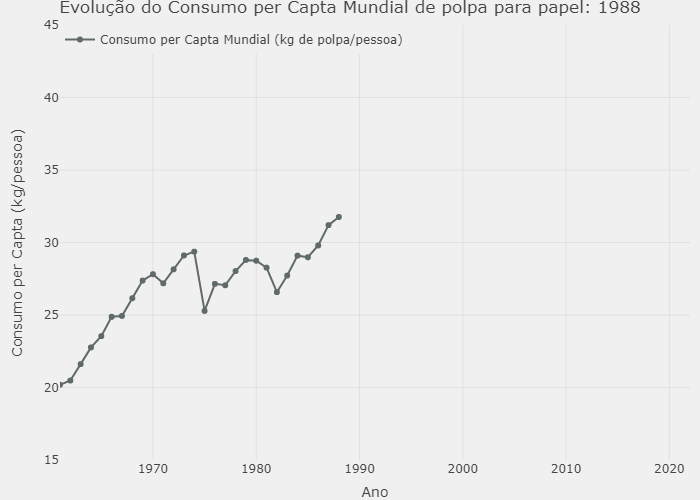 Evolução do Consumo per Capta Mundial de polpa para papel: 1988
Consumo per Capta Mundial (kg de polpa/pessoa)
Consumo per Capta (kg/pessoa)
45
40
35
30
25
20
15
1970 1980 1990 2000 2010 2020
Ano